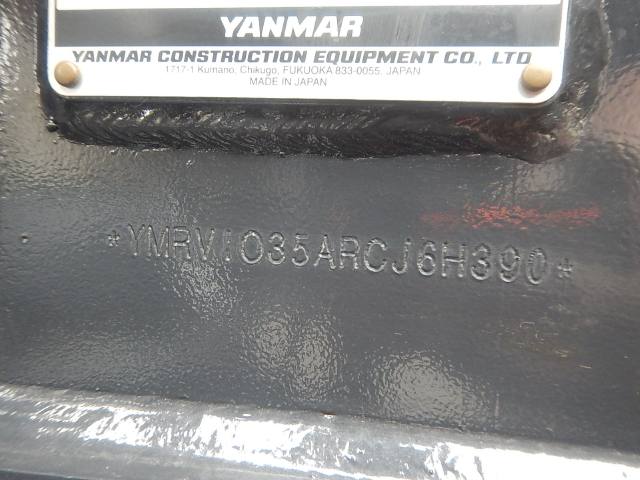 YANMAR
YANMAR CONSTRUCTION EQUIPMENT CO., LTD
1717-1 Kumano, Chikugo, FUKUOKA 833-0055, JAPAN
MADE IN JAPAN
*YMRVIO35ARCJ6H390*